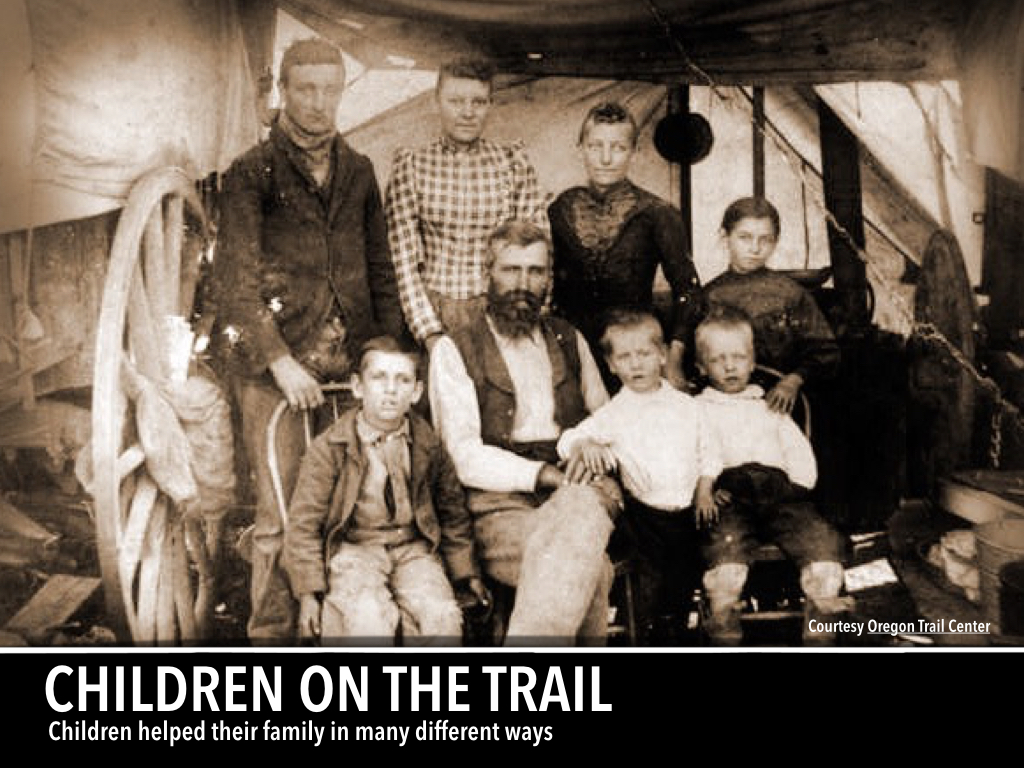 Courtesy Oregon Trail Center
CHILDREN ON THE TRAIL
Children helped their family in many different ways